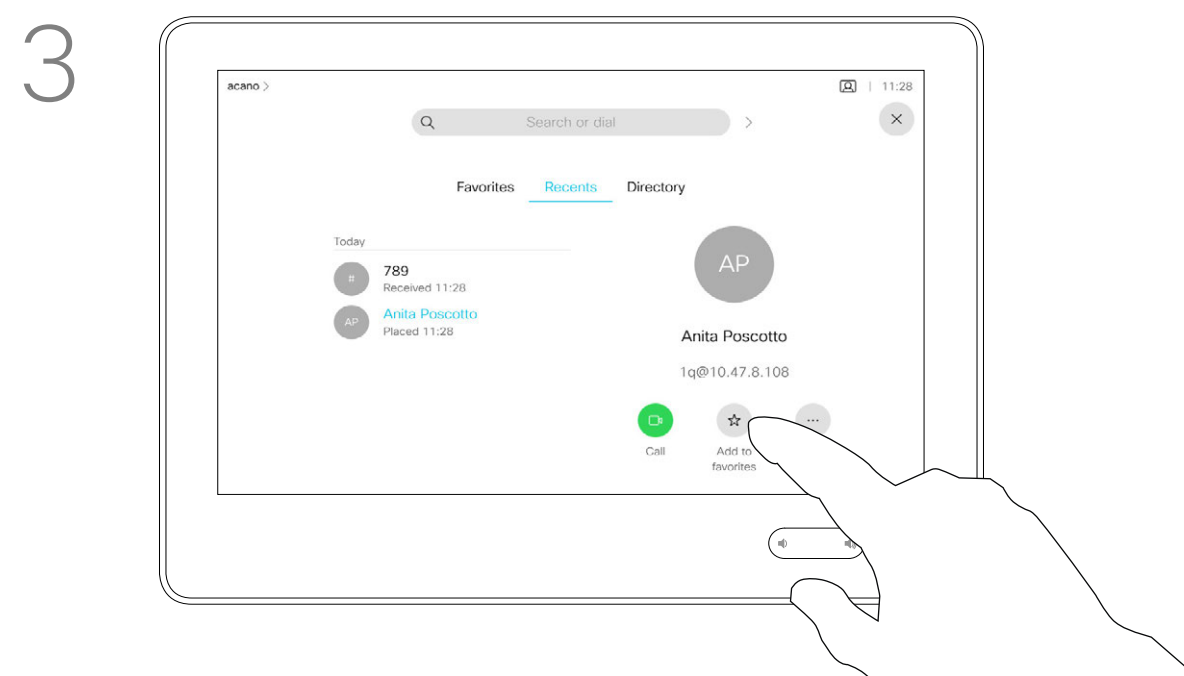 3
acano >
11:28
Search or dial
Favorites Recents Directory
Today
#
789
Received 11:28
AP
Anita Poscotto
Placed 11:28
AP
Anita Poscotto
1q@10.47.8.108
Call
Add to
favorites